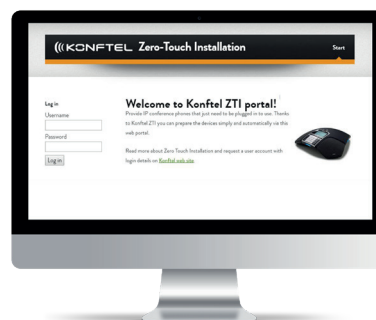 KONFTEL Zero-Touch Installation
Start
Log in
Username
Password
Log in
Welcome to Konftel ZTI portal!
Provide IP conference phones that just need to be plugged in to use. Thanks
to Konftel ZTI you can prepare the devices simply and automatically via this
web portal.
Read more about Zero Touch Installation and request a user account with
login details on Konftel web site.